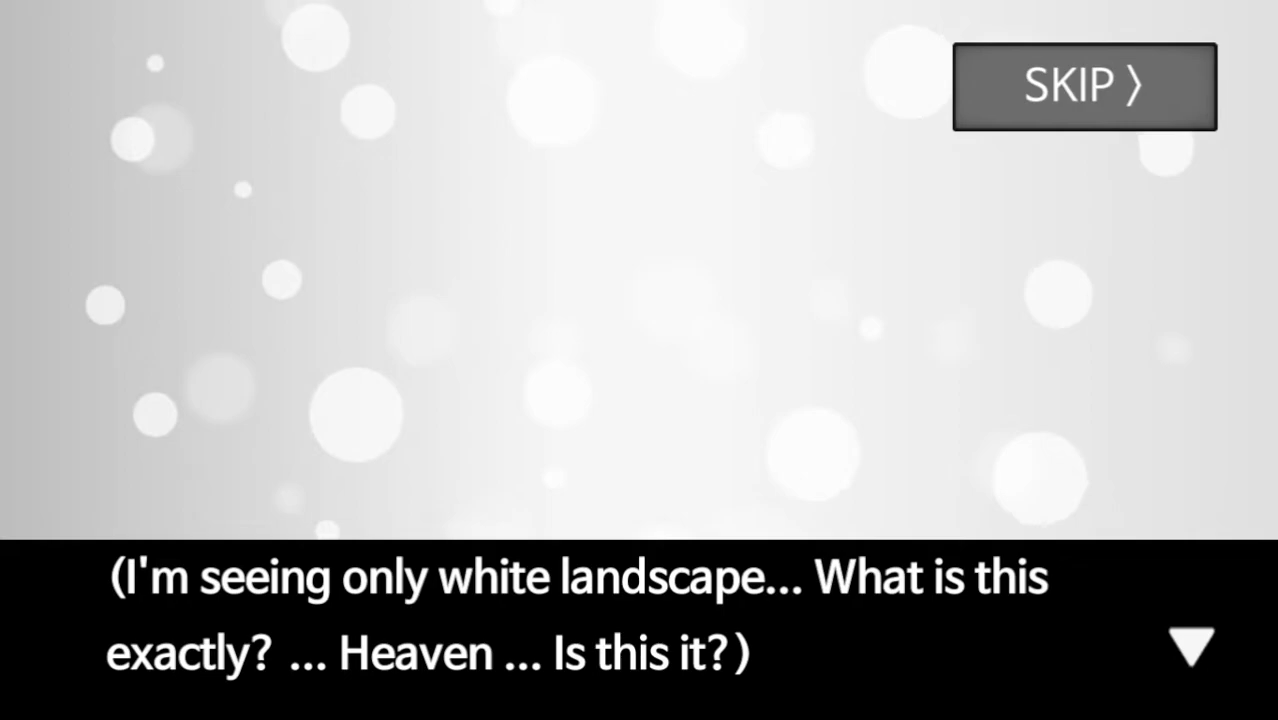 SKIP 〉
(I'm seeing only white landscape... What is this
exactly? ... Heaven ... Is this it?)